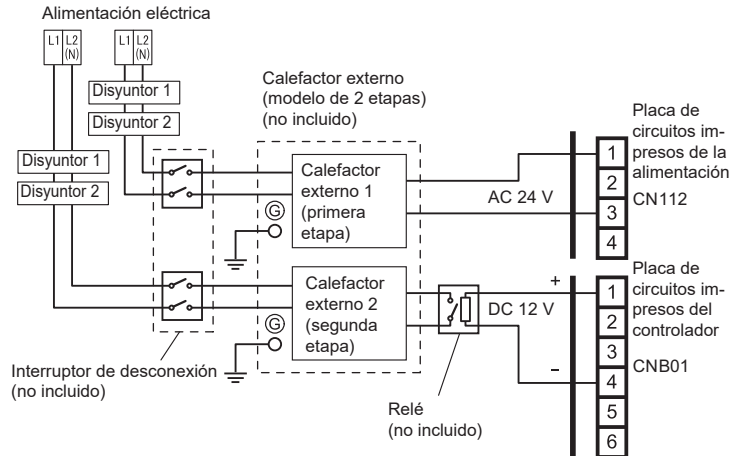 Alimentación eléctrica
L1 L2
(N)
L1 L2
(N)
Disyuntor 1
Disyuntor 2
Disyuntor 1
Disyuntor 2
Calefactor externo
(modelo de 2 etapas)
(no incluido)
Calefactor
externo 1
(primera
etapa)
G
Calefactor
externo 2
(segunda
etapa)
G
AC 24 V
Placa de
circuitos im-
presos de la
alimentación
CN112
1
2
3
4
+
DC 12 V
–
Placa de
circuitos im-
presos del
controlador
CNB01
1
2
3
4
5
6
Interruptor de desconexión
(no incluido)
Relé
(no incluido)